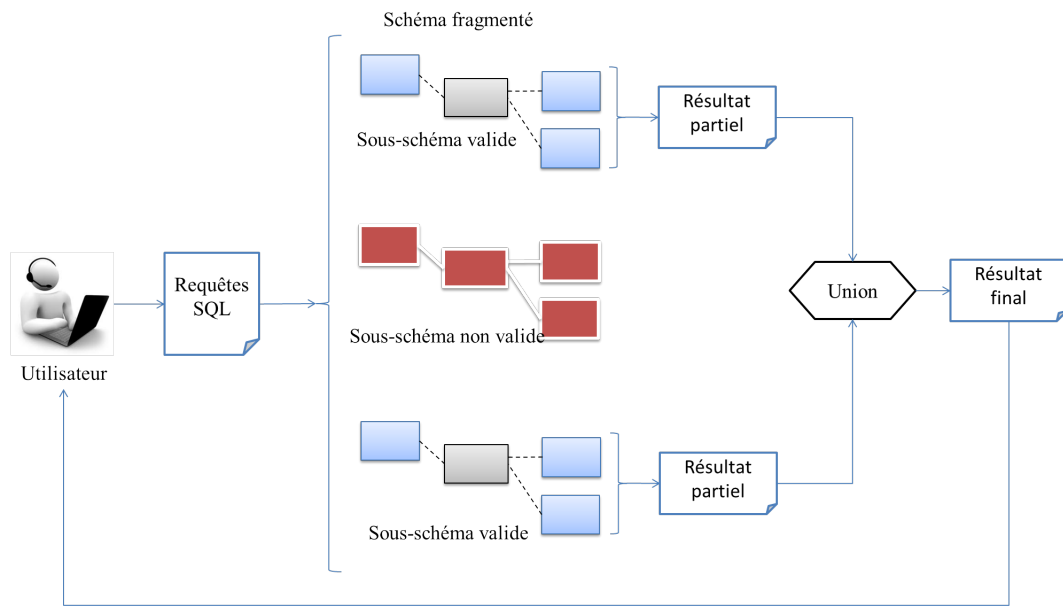 Schéma fragmenté
Sous-schéma valide
Résultat
partiel
Requêtes
SQL
Utilisateur
Sous-schéma non valide
Union
Résultat
final
Résultat
partiel
Sous-schéma valide